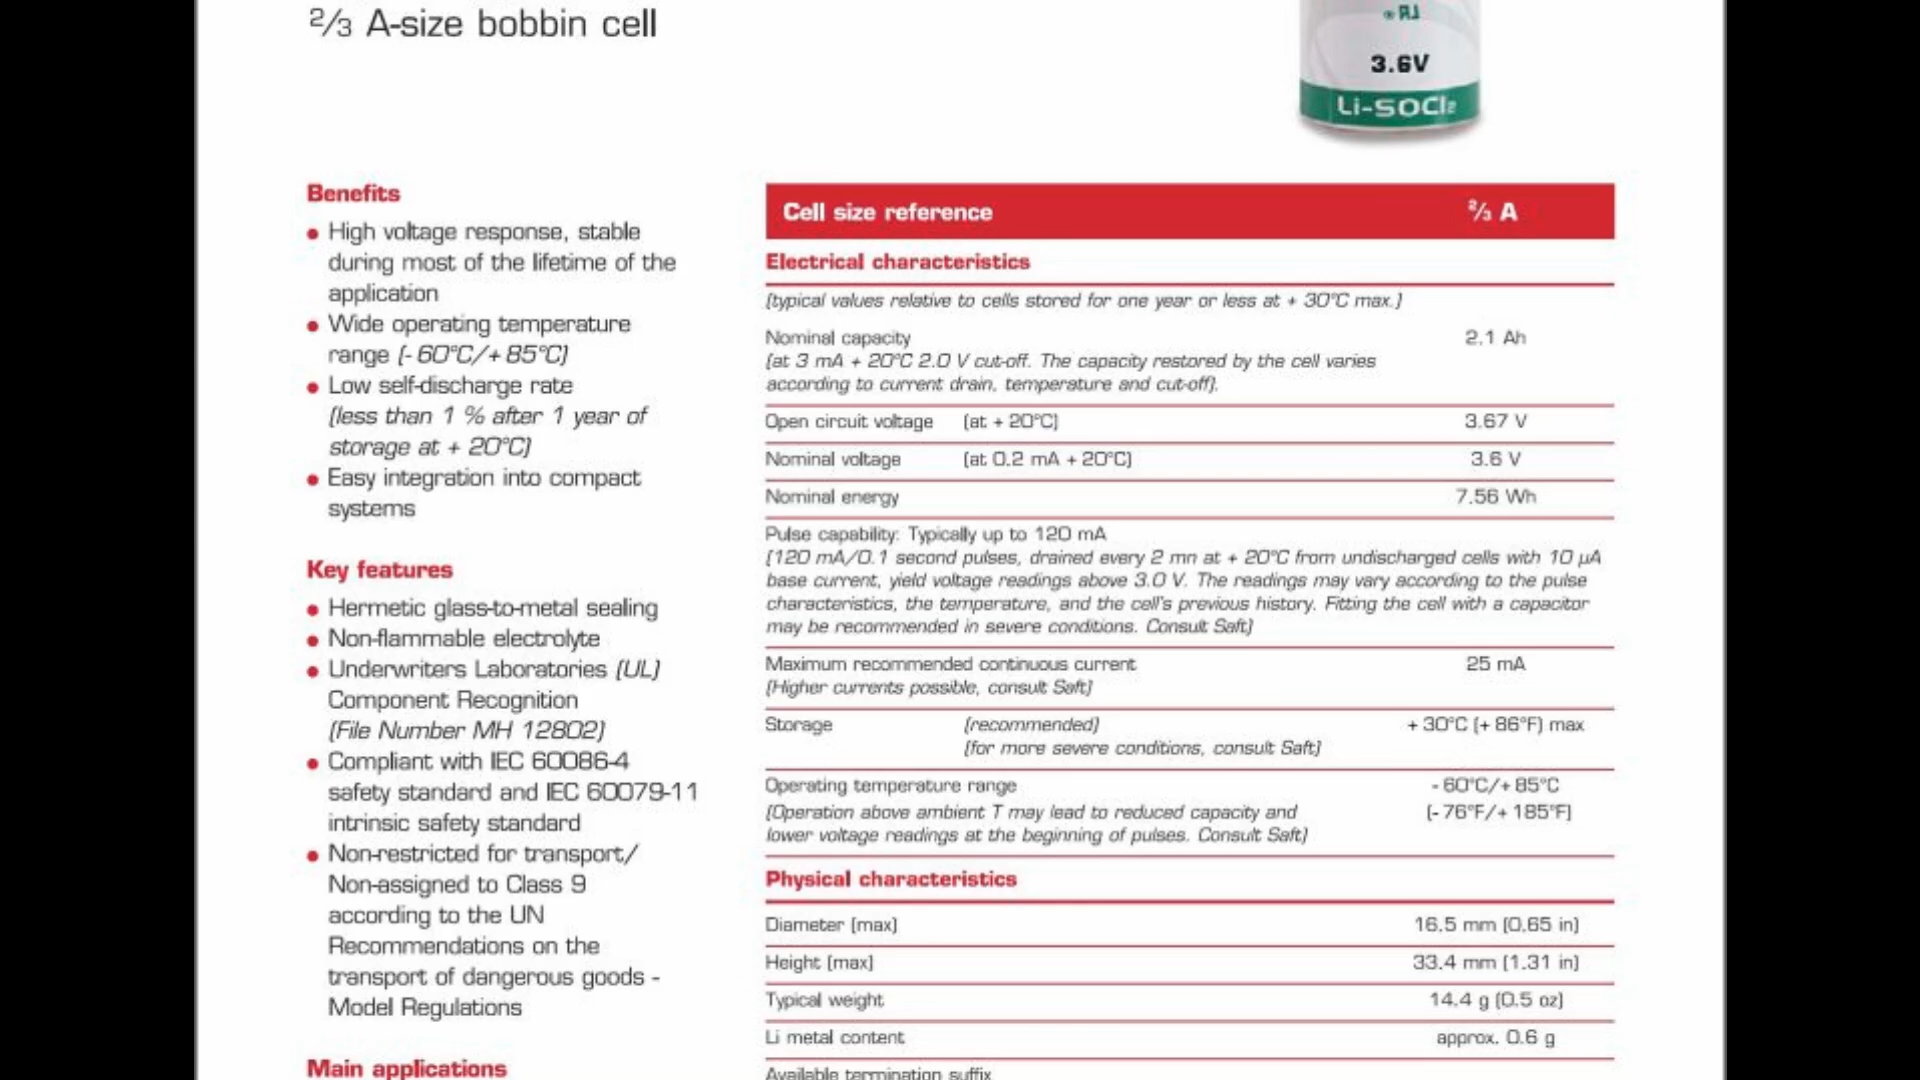 2/3 A-size bobbin cell
3.6V
Li-SOCl2
Benefits
• High voltage response, stable
during most of the lifetime of the
application
• Wide operating temperature
range (- 60°C/+ 85°C)
• Low self-discharge rate
(less than 1 % after 1 year of
storage at + 20°C)
• Easy integration into compact
systems
Key features
• Hermetic glass-to-metal sealing
• Non-flammable electrolyte
• Underwriters Laboratories (UL)
Component Recognition
(File Number MH 12802)
• Compliant with IEC 60086-4
safety standard and IEC 60079-11
intrinsic safety standard
• Non-restricted for transport/
Non-assigned to Class 9
according to the UN
Recommendations on the
transport of dangerous goods -
Model Regulations
Main applications
Cell size reference 2/3 A
Electrical characteristics
(typical values relative to cells stored for one year or less at + 30°C max.)
Nominal capacity 2.1 Ah
(at 3 mA + 20°C 2.0 V cut-off. The capacity restored by the cell varies
according to current drain, temperature and cut-off).
Open circuit voltage (at + 20°C) 3.67 V
Nominal voltage (at 0.2 mA + 20°C) 3.6 V
Nominal energy 7.56 Wh
Pulse capability: Typically up to 120 mA
(120 mA/0.1 second pulses, drained every 2 mn at + 20°C from undischarged cells with 10 µA
base current, yield voltage readings above 3.0 V. The readings may vary according to the pulse
characteristics, the temperature, and the cell's previous history. Fitting the cell with a capacitor
may be recommended in severe conditions. Consult Saft)
Maximum recommended continuous current 25 mA
(Higher currents possible, consult Saft)
Storage (recommended) + 30°C (+ 86°F) max
(for more severe conditions, consult Saft)
Operating temperature range - 60°C/+ 85°C
(Operation above ambient T may lead to reduced capacity and (- 76°F/+ 185°F)
lower voltage readings at the beginning of pulses. Consult Saft)
Physical characteristics
Diameter (max) 16.5 mm (0.65 in)
Height (max) 33.4 mm (1.31 in)
Typical weight 14.4 g (0.5 oz)
Li metal content approx. 0.6 g
Available termination suffix